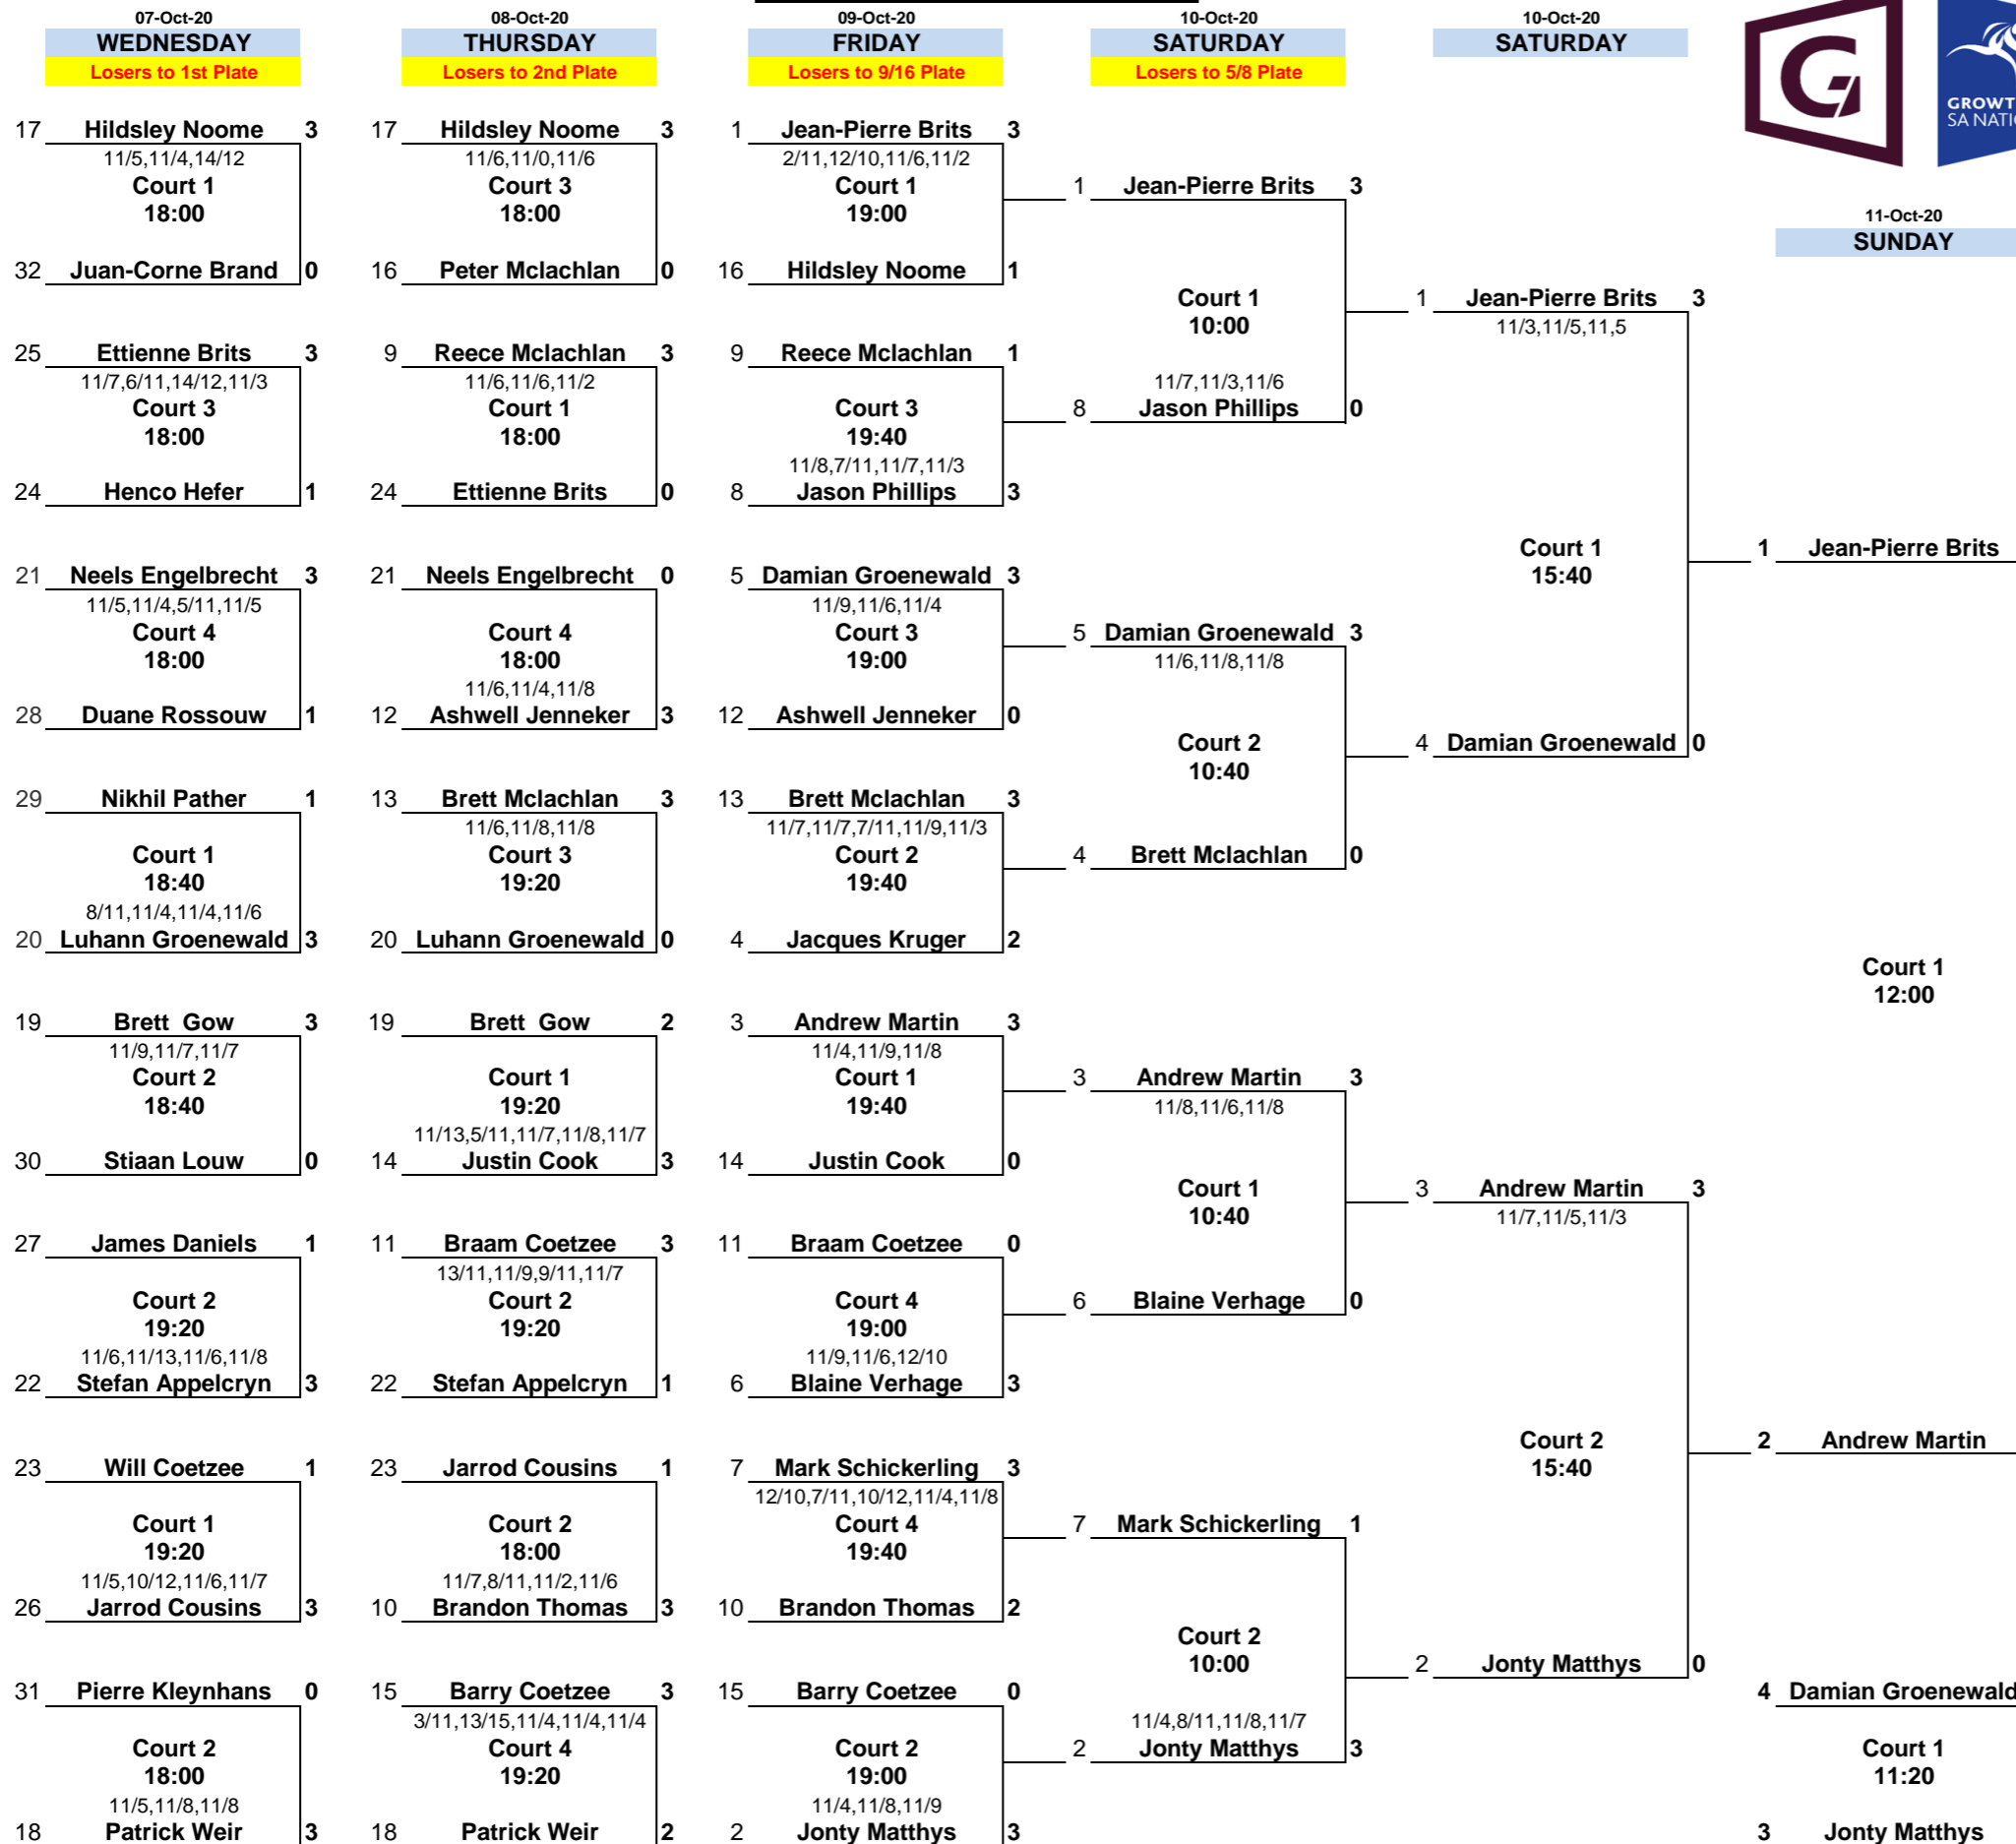 07-Oct-20 08-Oct-20 09-Oct-20 10-Oct-20 10-Oct-20
WEDNESDAY THURSDAY FRIDAY SATURDAY SATURDAY
Losers to 1st Plate Losers to 2nd Plate Losers to 9/16 Plate Losers to 5/8 Plate
G
GROWT
SA NATI
17 Hildsley Noome 3 17 Hildsley Noome 3 1 Jean-Pierre Brits 3
11/5,11/4,14/12 11/6,11/0,11/6 2/11,12/10,11/6,11/2
Court 1 Court 3 Court 1 1 Jean-Pierre Brits 3
18:00 18:00 19:00
11-Oct-20
SUNDAY
32 Juan-Corne Brand 0 16 Peter Mclachlan 0 16 Hildsley Noome 1
Court 1 1 Jean-Pierre Brits 3
10:00 11/3,11/5,11,5
25 Ettienne Brits 3 9 Reece Mclachlan 3 9 Reece Mclachlan 1
11/7,6/11,14/12,11/3 11/6,11/6,11/2 11/7,11/3,11/6
Court 3 Court 1 Court 3 8 Jason Phillips 0
18:00 18:00 19:40
11/8,7/11,11/7,11/3
24 Henco Hefer 1 24 Ettienne Brits 0 8 Jason Phillips 3
Court 1 1 Jean-Pierre Brits
15:40
21 Neels Engelbrecht 3 21 Neels Engelbrecht 0 5 Damian Groenewald 3
11/5,11/4,5/11,11/5 11/9,11/6,11/4
Court 4 Court 4 Court 3 5 Damian Groenewald 3
18:00 18:00 19:00 11/6,11/8,11/8
11/6,11/4,11/8
28 Duane Rossouw 1 12 Ashwell Jenneker 3 12 Ashwell Jenneker 0
Court 2 4 Damian Groenewald 0
10:40
29 Nikhil Pather 1 13 Brett Mclachlan 3 13 Brett Mclachlan 3
11/6,11/8,11/8 11/7,11/7,7/11,11/9,11/3
Court 1 Court 3 Court 2 4 Brett Mclachlan 0
18:40 19:20 19:40
8/11,11/4,11/4,11/6
20 Luhann Groenewald 3 20 Luhann Groenewald 0 4 Jacques Kruger 2
Court 1
12:00
19 Brett Gow 3 19 Brett Gow 2 3 Andrew Martin 3
11/9,11/7,11/7 11/4,11/9,11/8
Court 2 Court 1 Court 1 3 Andrew Martin 3
18:40 19:20 19:40 11/8,11/6,11/8
11/13,5/11,11/7,11/8,11/7
30 Stiaan Louw 0 14 Justin Cook 3 14 Justin Cook 0
Court 1 3 Andrew Martin 3
10:40 11/7,11/5,11/3
27 James Daniels 1 11 Braam Coetzee 3 11 Braam Coetzee 0
13/11,11/9,9/11,11/7
Court 2 Court 2 Court 4 6 Blaine Verhage 0
19:20 19:20 19:00
11/6,11/13,11/6,11/8 11/9,11/6,12/10
22 Stefan Appelcryn 3 22 Stefan Appelcryn 1 6 Blaine Verhage 3
Court 2 2 Andrew Martin
15:40
23 Will Coetzee 1 23 Jarrod Cousins 1 7 Mark Schickerling 3
12/10,7/11,10/12,11/4,11/8
Court 1 Court 2 Court 4 7 Mark Schickerling 1
19:20 18:00 19:40
11/5,10/12,11/6,11/7 11/7,8/11,11/2,11/6
26 Jarrod Cousins 3 10 Brandon Thomas 3 10 Brandon Thomas 2
Court 2
10:00 2 Jonty Matthys 0
31 Pierre Kleynhans 0 15 Barry Coetzee 3 15 Barry Coetzee 0 4 Damian Groenewald
3/11,13/15,11/4,11/4,11/4 11/4,8/11,11/8,11/7
Court 2 Court 4 Court 2 2 Jonty Matthys 3 Court 1
18:00 19:20 19:00 11:20
11/5,11/8,11/8 11/4,11/8,11/9
18 Patrick Weir 3 18 Patrick Weir 2 2 Jonty Matthys 3 3 Jonty Matthys